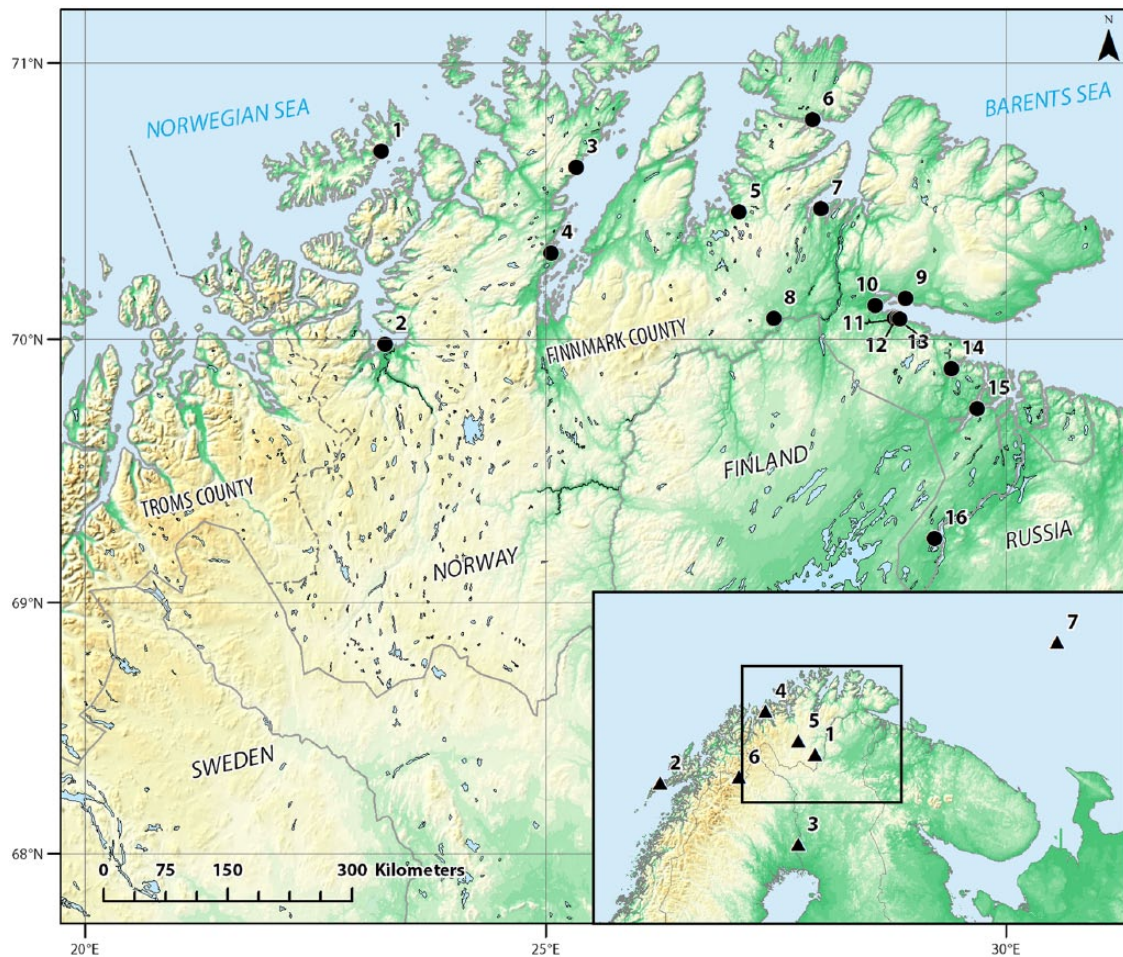 N
71°N
6
BARENTS SEA
NORWEGIAN SEA
1
3
5
7
4
10
9
8
70°N
2
11
12
13
FINNMARK COUNTY
14
15
FINLAND
TROMS COUNTY
16
RUSSIA
NORWAY
69°N
7
4
SWEDEN
5
1
2
6
3
68°N
0 75 150 300 Kilometers
20°E
25°E
30°E